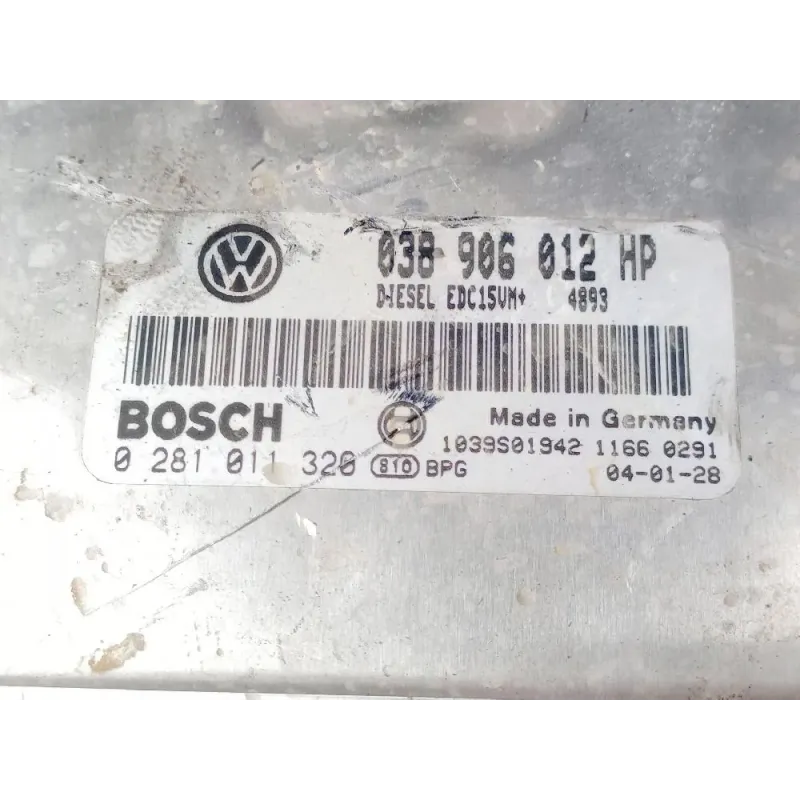 038 906 012 HP
DIESEL EDC15VM+ 4893
BOSCH
Made in Germany
1039S01942 1166 0291
0 281 011 320 810 BPG
04-01-28